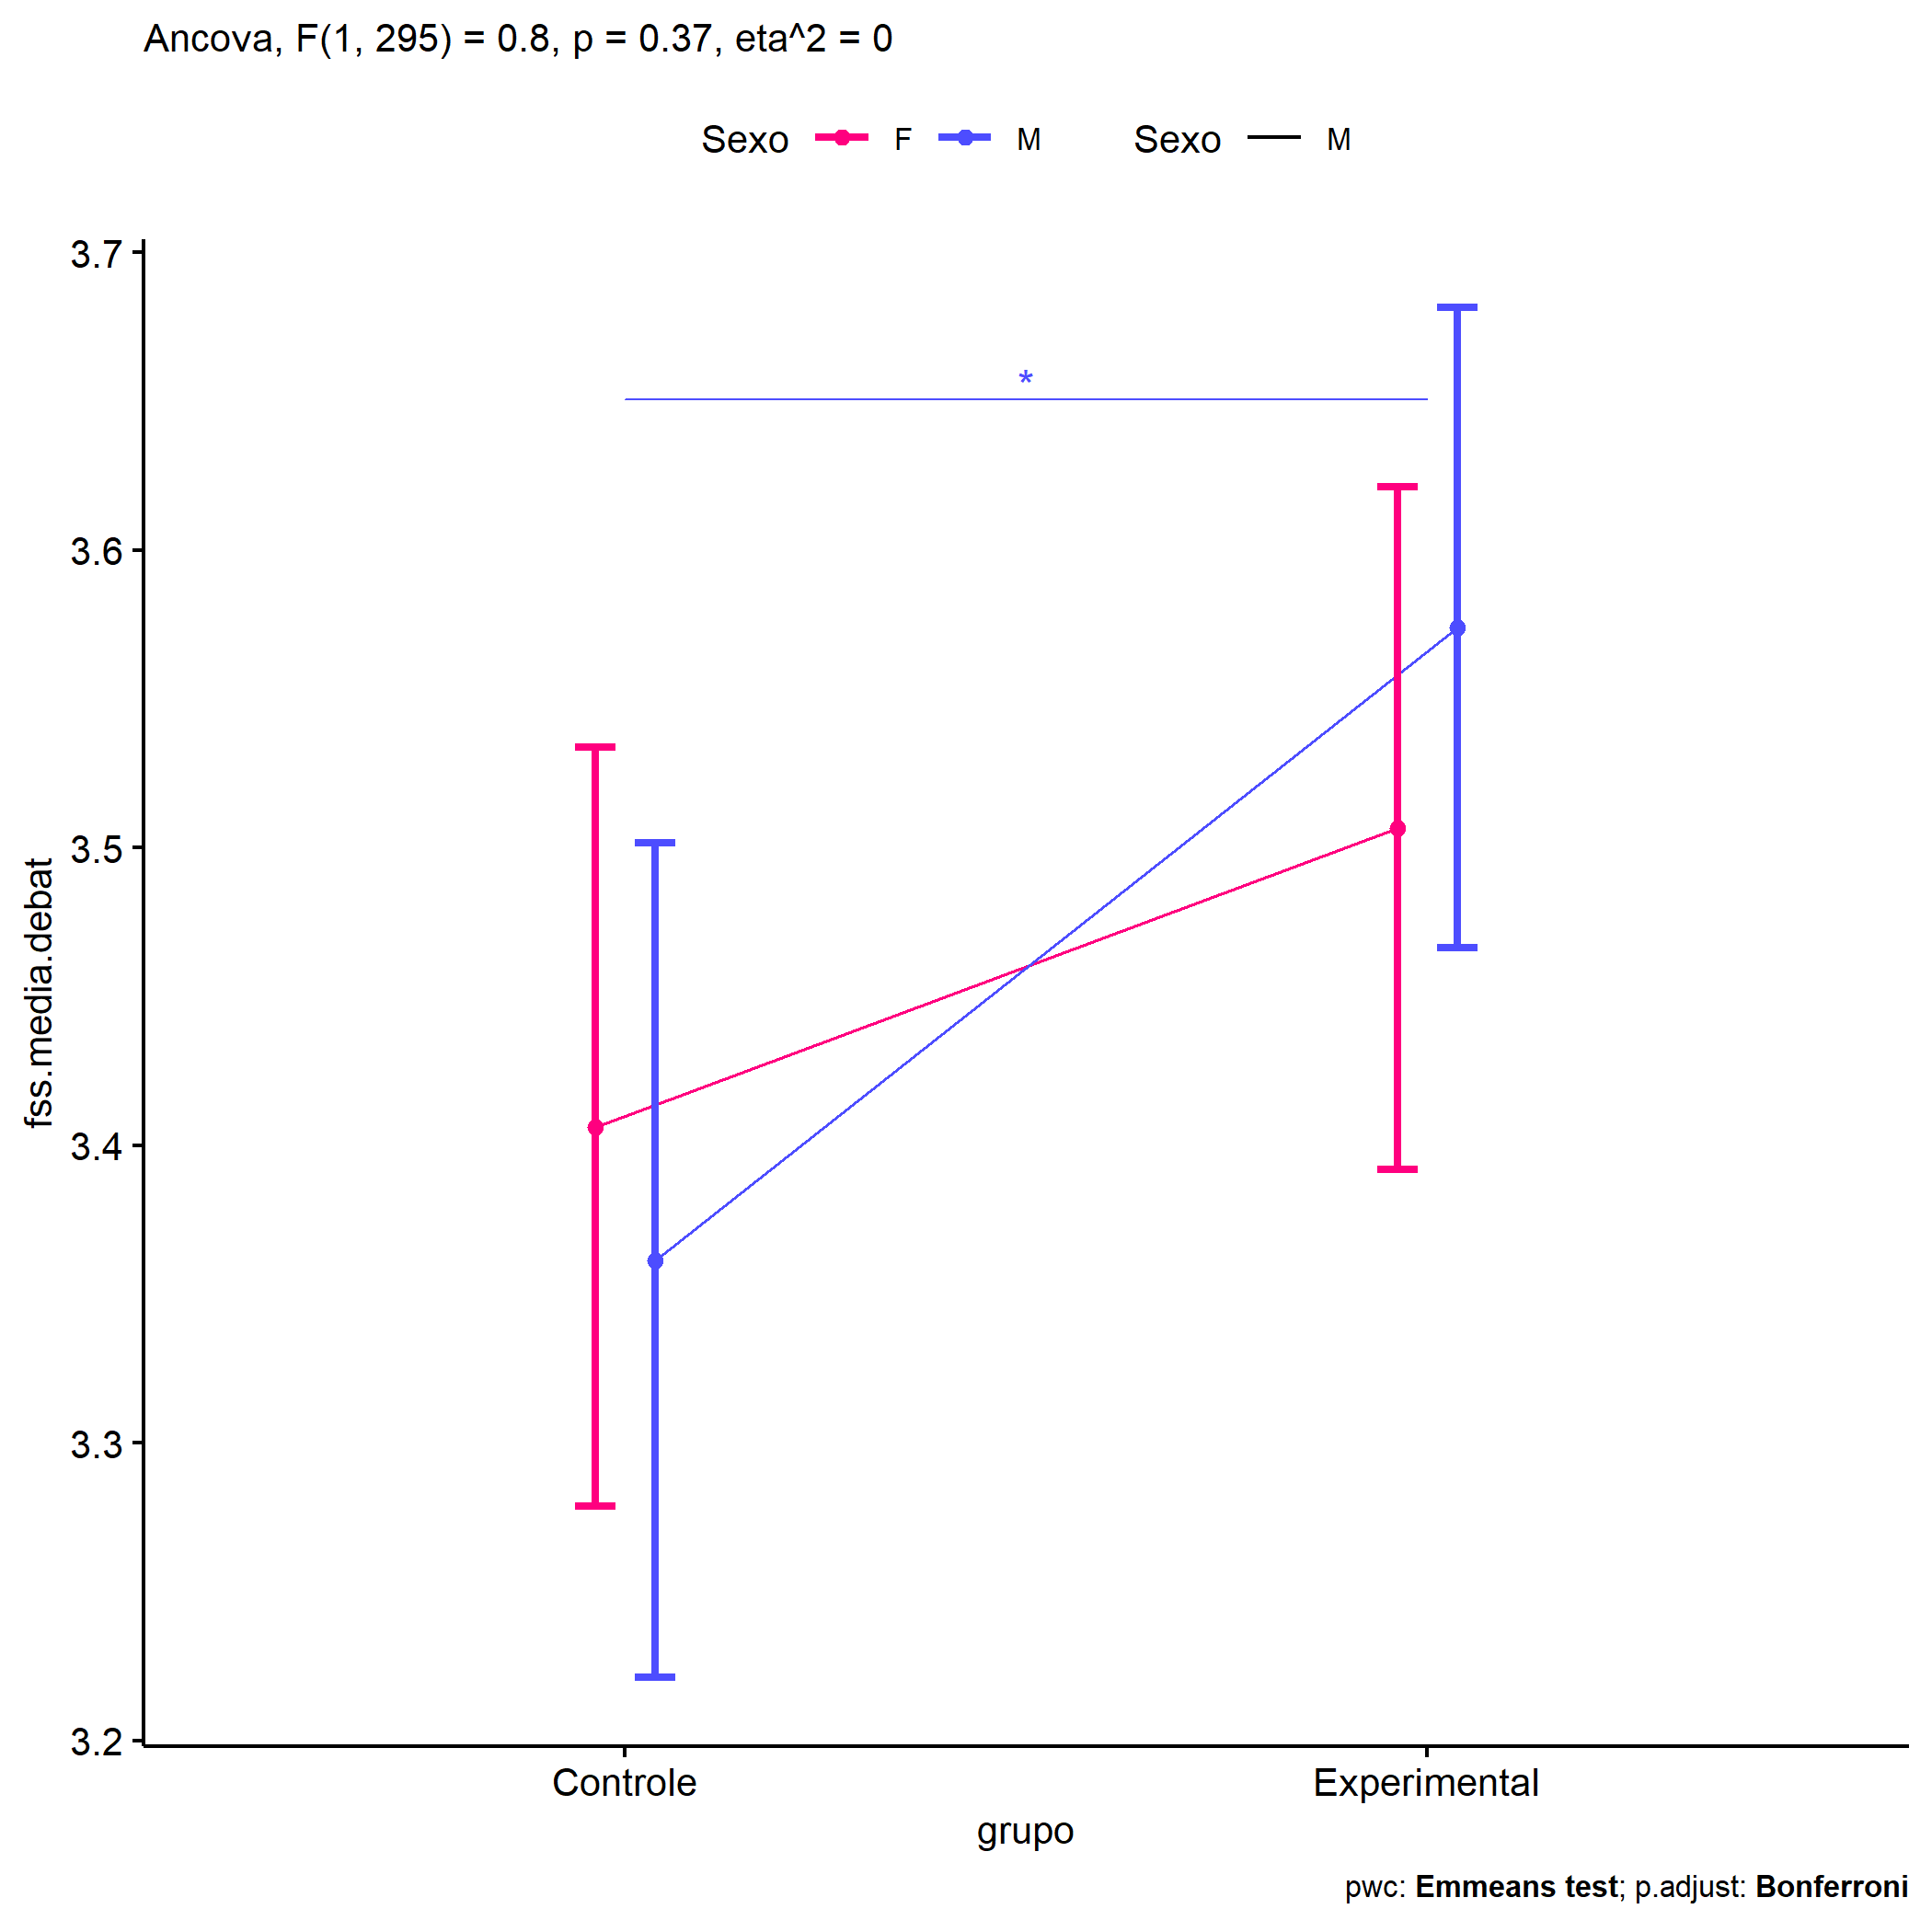 Ancova, F(1, 295) = 0.8, p = 0.37, eta^2 = 0
Sexo F M Sexo M
3.7
*
3.6
3.5
fss.media.debat
3.4
3.3
3.2
Controle Experimental
grupo
pwc: Emmeans test; p.adjust: Bonferroni